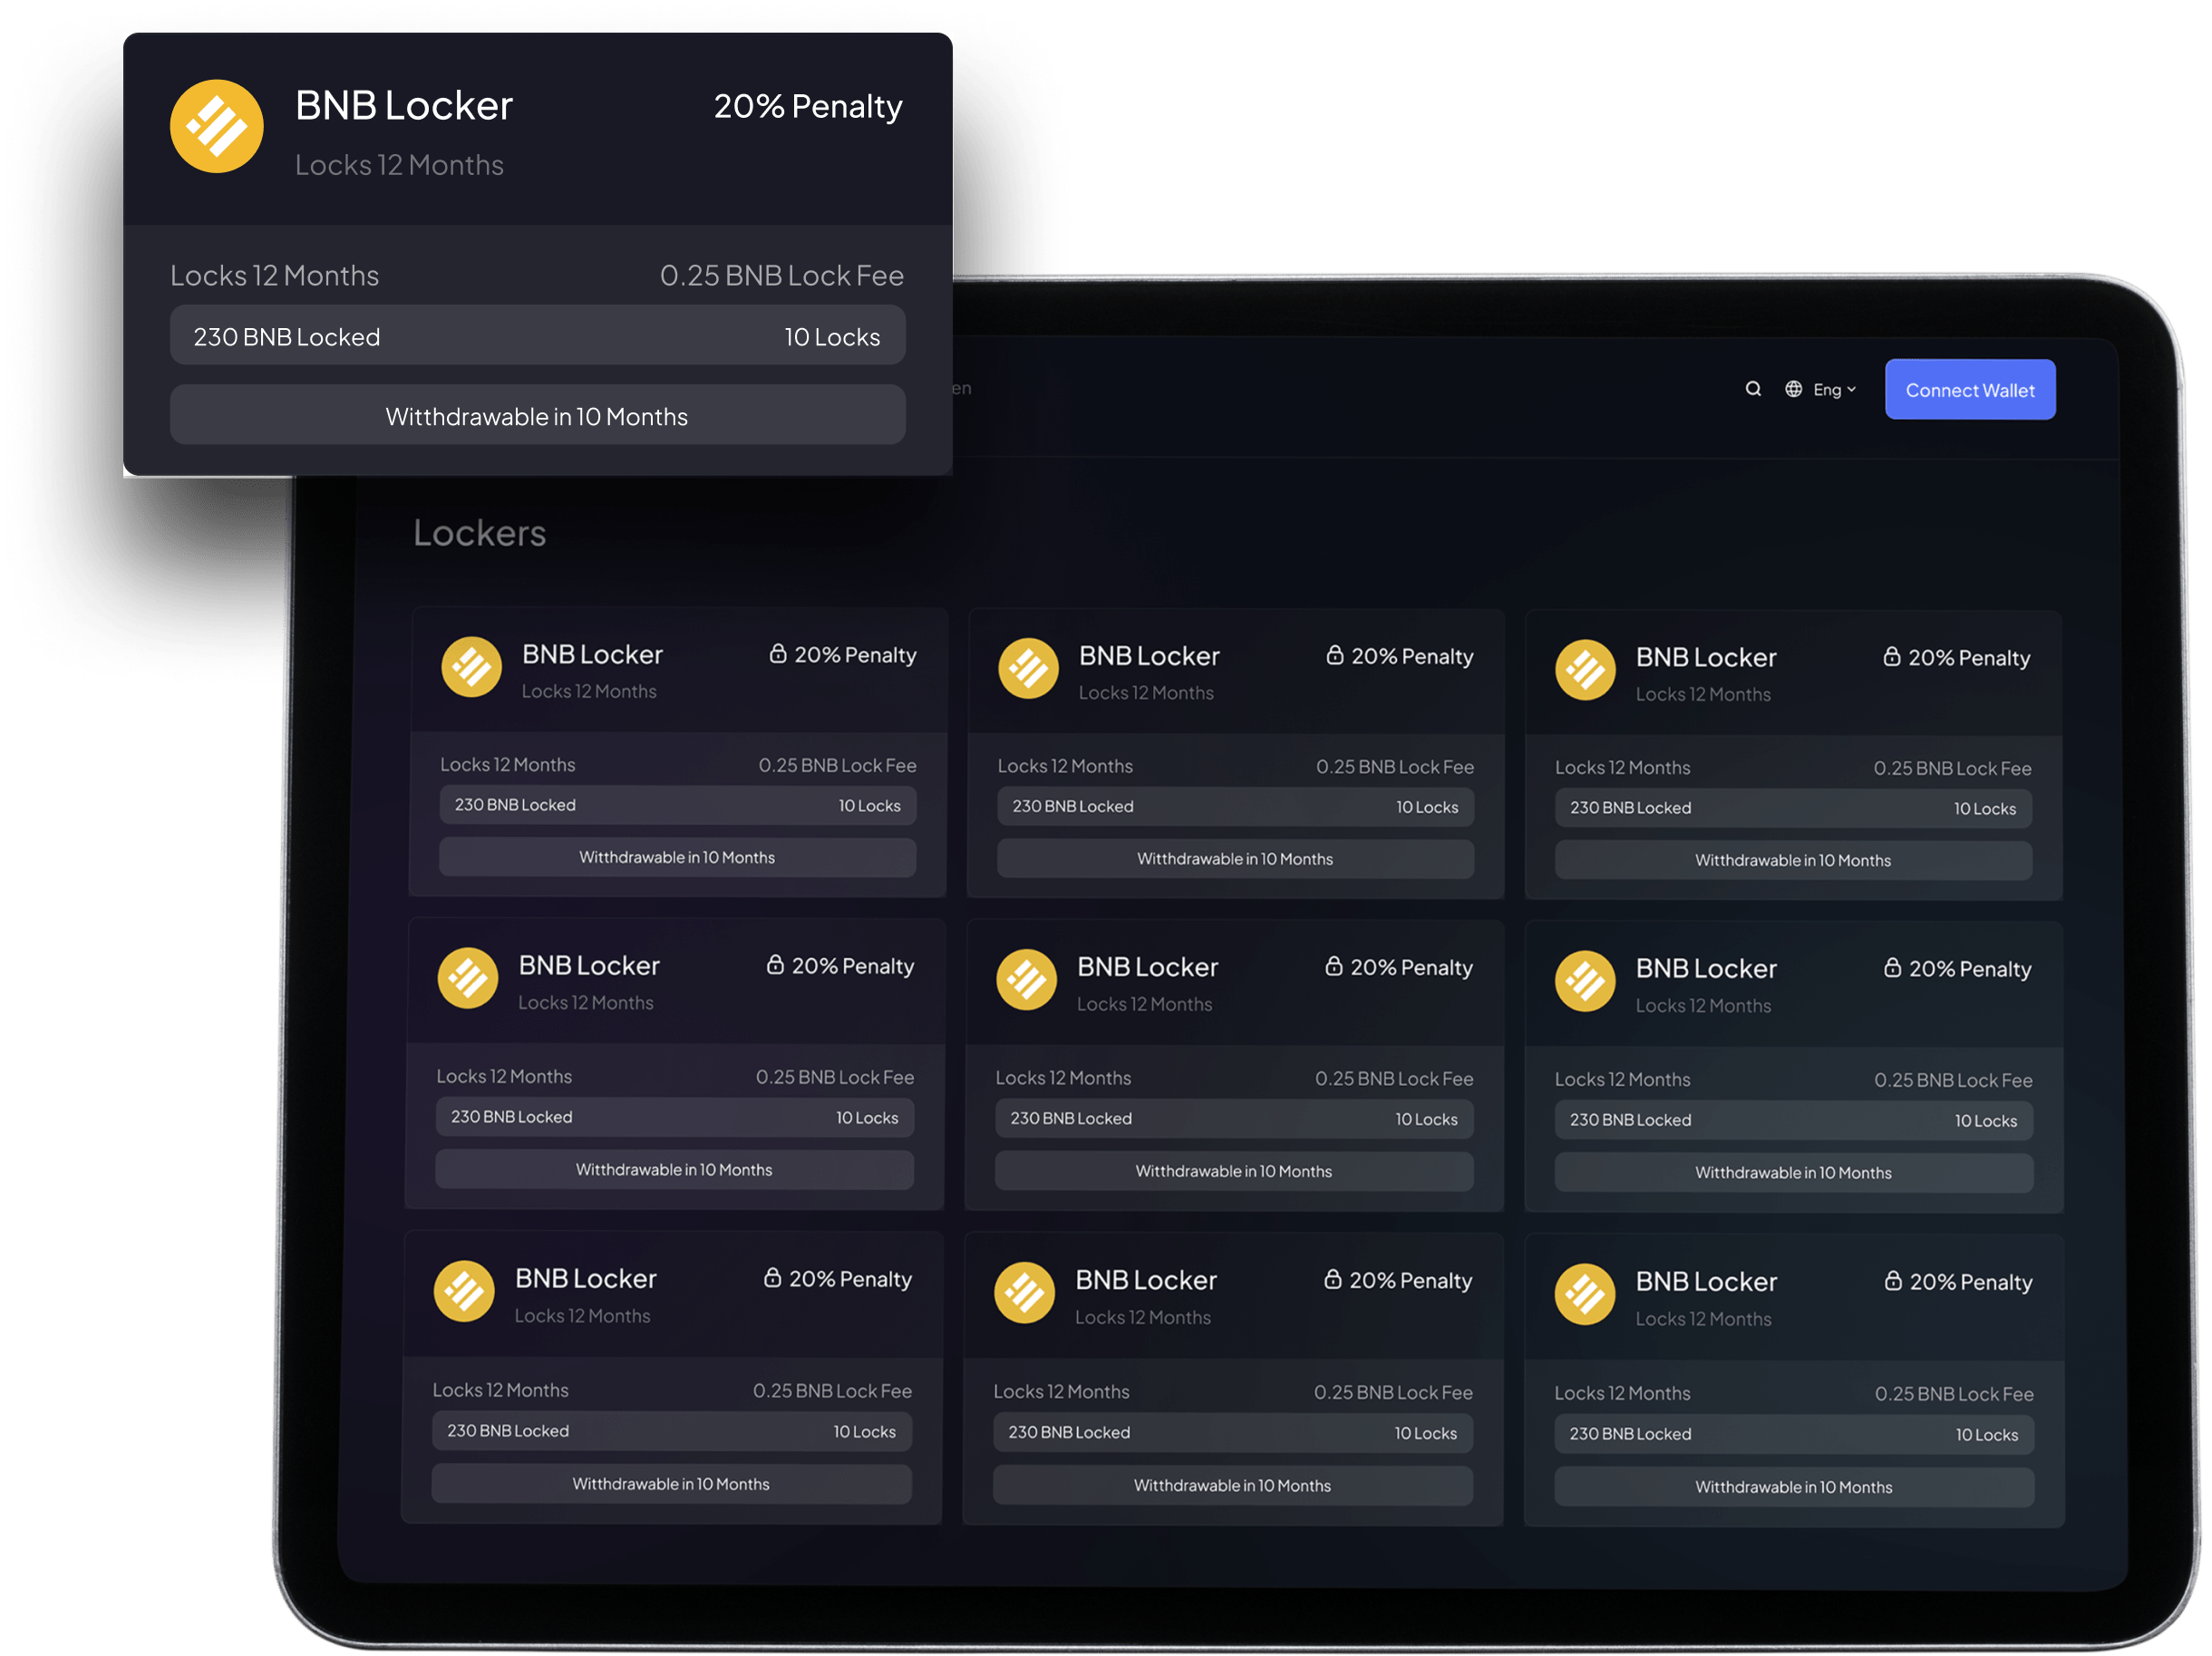 BNB Locker 20% Penalty
Locks 12 Months
Locks 12 Months 0.25 BNB Lock Fee
230 BNB Locked 10 Locks
Witthdrawable in 10 Months
Eng Connect Wallet
Lockers
BNB Locker 20% Penalty BNB Locker 20% Penalty BNB Locker 20% Penalty
Locks 12 Months Locks 12 Months Locks 12 Months
Locks 12 Months 0.25 BNB Lock Fee Locks 12 Months 0.25 BNB Lock Fee Locks 12 Months 0.25 BNB Lock Fee
230 BNB Locked 10 Locks 230 BNB Locked 10 Locks 230 BNB Locked 10 Locks
Witthdrawable in 10 Months Witthdrawable in 10 Months Witthdrawable in 10 Months
BNB Locker 20% Penalty BNB Locker 20% Penalty BNB Locker 20% Penalty
Locks 12 Months Locks 12 Months Locks 12 Months
Locks 12 Months 0.25 BNB Lock Fee Locks 12 Months 0.25 BNB Lock Fee Locks 12 Months 0.25 BNB Lock Fee
230 BNB Locked 10 Locks 230 BNB Locked 10 Locks 230 BNB Locked 10 Locks
Witthdrawable in 10 Months Witthdrawable in 10 Months Witthdrawable in 10 Months
BNB Locker 20% Penalty BNB Locker 20% Penalty BNB Locker 20% Penalty
Locks 12 Months Locks 12 Months Locks 12 Months
Locks 12 Months 0.25 BNB Lock Fee Locks 12 Months 0.25 BNB Lock Fee Locks 12 Months 0.25 BNB Lock Fee
230 BNB Locked 10 Locks 230 BNB Locked 10 Locks 230 BNB Locked 10 Locks
Witthdrawable in 10 Months Witthdrawable in 10 Months Witthdrawable in 10 Months